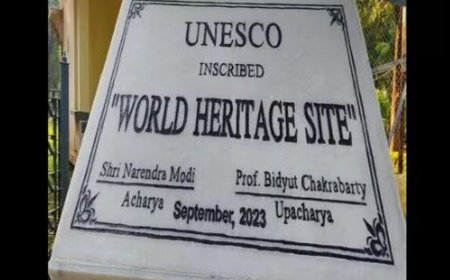 UNESCO
INSCRIBED
"WORLD HERITAGE SITE"
Shri Narendra Modi Prof. Bidyut Chakrabarty
Acharya Upacharya
September, 2023